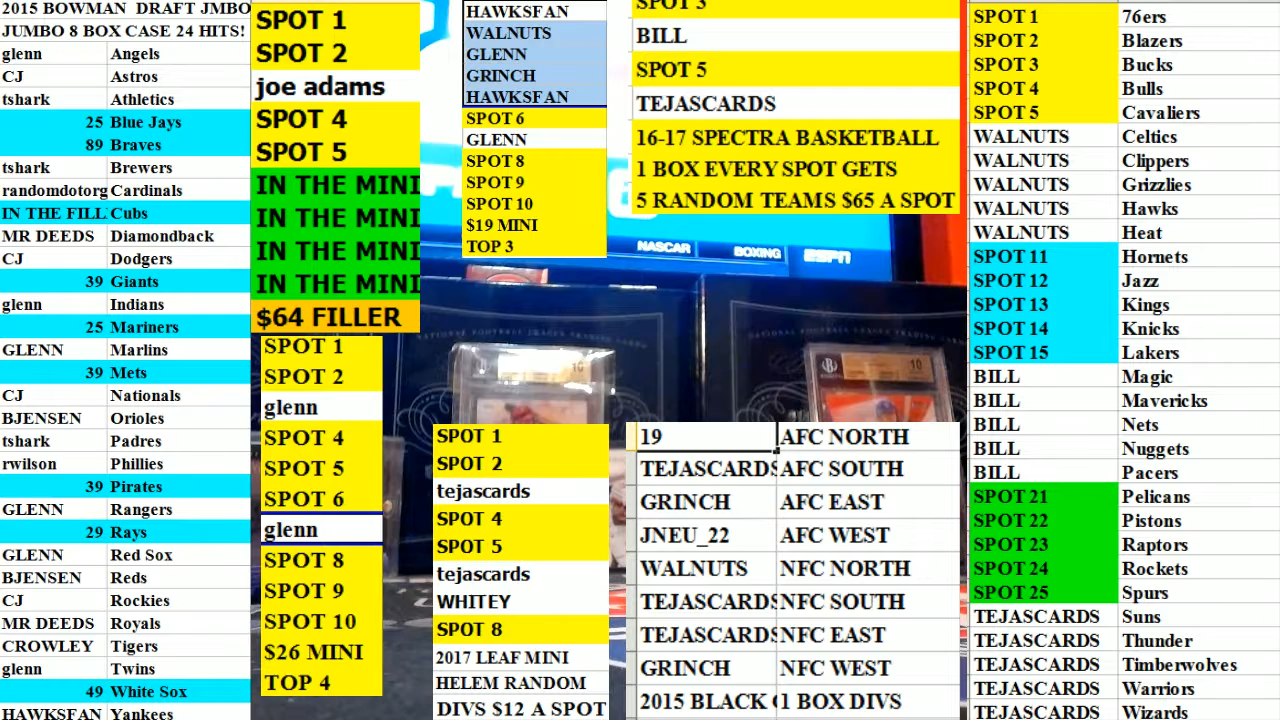 2015 BOWMAN DRAFT JMBO
JUMBO 8 BOX CASE 24 HITS!
glenn Angels
CJ Astros
tshark Athletics
25 Blue Jays
89 Braves
tshark Brewers
randomdotorg Cardinals
IN THE FILL Cubs
MR DEEDS Diamondback
CJ Dodgers
39 Giants
glenn Indians
25 Mariners
GLENN Marlins
39 Mets
CJ Nationals
BJENSEN Orioles
tshark Padres
rwilson Phillies
39 Pirates
GLENN Rangers
29 Rays
GLENN Red Sox
BJENSEN Reds
CJ Rockies
MR DEEDS Royals
CROWLEY Tigers
glenn Twins
49 White Sox
HAWKSFAN Yankees
SPOT 1
SPOT 2
joe adams
SPOT 4
SPOT 5
IN THE MINI
IN THE MINI
IN THE MINI
IN THE MINI
$64 FILLER
SPOT 1
SPOT 2
glenn
SPOT 4
SPOT 5
SPOT 6
glenn
SPOT 8
SPOT 9
SPOT 10
$26 MINI
TOP 4
HAWKSFAN
WALNUTS
GLENN
GRINCH
HAWKSFAN
SPOT 6
GLENN
SPOT 8
SPOT 9
SPOT 10
$19 MINI
TOP 3
SPOT 1
SPOT 2
tejascards
SPOT 4
SPOT 5
tejascards
WHITEY
SPOT 8
2017 LEAF MINI
HELEM RANDOM
DIVS $12 A SPOT
SPOT 3
BILL
SPOT 5
TEJASCARDS
16-17 SPECTRA BASKETBALL
1 BOX EVERY SPOT GETS
5 RANDOM TEAMS $65 A SPOT
NASCAR BOXING ESPN
10
10
19 AFC NORTH
TEJASCARDS AFC SOUTH
GRINCH AFC EAST
JNEU_22 AFC WEST
WALNUTS NFC NORTH
TEJASCARDS NFC SOUTH
TEJASCARDS NFC EAST
GRINCH NFC WEST
2015 BLACK 1 BOX DIVS
SPOT 1 76ers
SPOT 2 Blazers
SPOT 3 Bucks
SPOT 4 Bulls
SPOT 5 Cavaliers
WALNUTS Celtics
WALNUTS Clippers
WALNUTS Grizzlies
WALNUTS Hawks
WALNUTS Heat
SPOT 11 Hornets
SPOT 12 Jazz
SPOT 13 Kings
SPOT 14 Knicks
SPOT 15 Lakers
BILL Magic
BILL Mavericks
BILL Nets
BILL Nuggets
BILL Pacers
SPOT 21 Pelicans
SPOT 22 Pistons
SPOT 23 Raptors
SPOT 24 Rockets
SPOT 25 Spurs
TEJASCARDS Suns
TEJASCARDS Thunder
TEJASCARDS Timberwolves
TEJASCARDS Warriors
TEJASCARDS Wizards